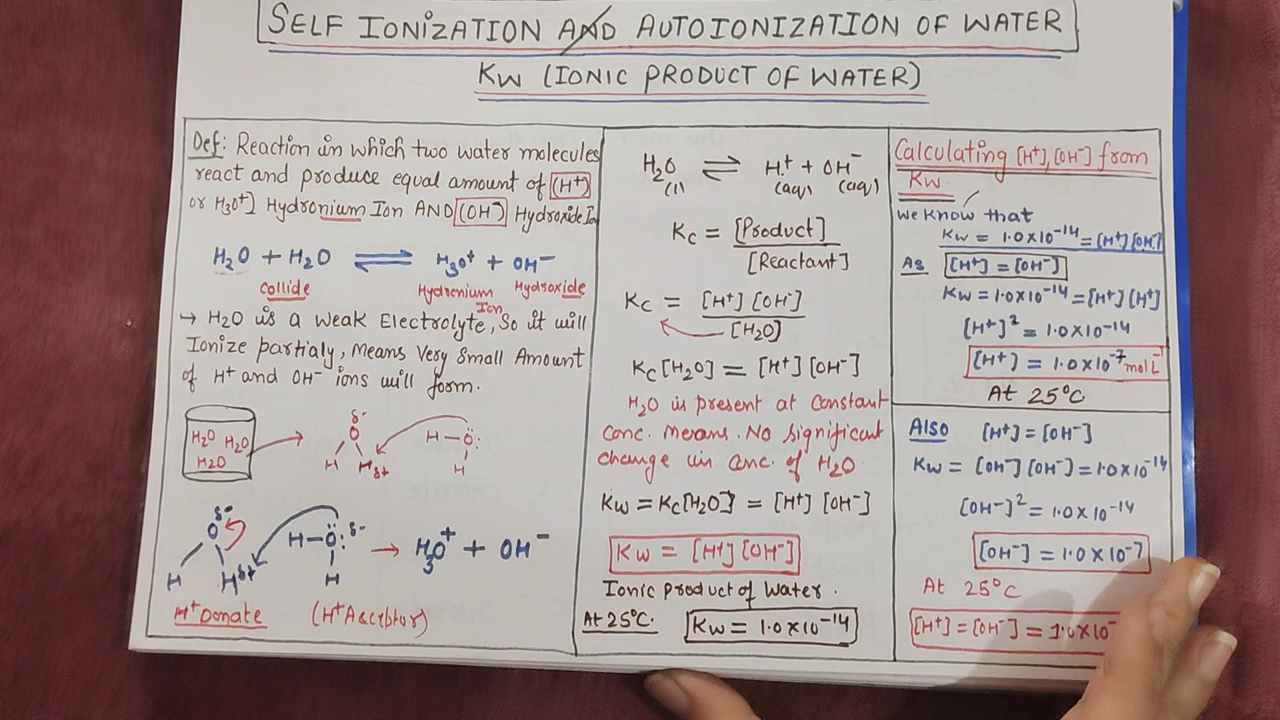 SELF IONIZATION AND AUTOIONIZATION OF WATER
KW (IONIC PRODUCT OF WATER)
Def: Reaction in which two water molecules
react and produce equal amount of (H+)
or H3O+] Hydronium Ion AND (OH-) Hydroxide Ion
H2O + H2O ⇌ H3O+ + OH-
Collide Hydronium Ion Hydroxide
→ H2O is a weak Electrolyte, So it will
Ionize partialy, Means Very Small Amount
of H+ and OH- ions will form.
H2O H2O
H2O
δ-
O H-O:
H Hδ+ H
δ-
O H-O: δ- → H3O+ + OH-
H Hδ+ H
H+ Donate (H+ Acceptor)
H2O ⇌ H+ + OH-
(l) (aq) (aq)
Kc = [Product]
[Reactant]
Kc = [H+] [OH-]
[H2O]
Kc[H2O] = [H+] [OH-]
H2O is present at Constant
Conc. Means. No Significant
change in conc. of H2O
Kw = Kc[H2O] = [H+] [OH-]
Kw = [H+] [OH-]
Ionic product of Water.
At 25°C. Kw = 1.0×10-14
Calculating [H+], [OH-] from
Kw
we know that
Kw = 1.0×10-14 = [H+] [OH-]
As [H+] = [OH-]
Kw = 1.0×10-14 = [H+] [H+]
[H+]2 = 1.0×10-14
[H+] = 1.0×10-7 mol L-1
At 25°C
Also [H+] = [OH-]
Kw = [OH-] [OH-] = 1.0×10-14
[OH-]2 = 1.0×10-14
[OH-] = 1.0×10-7
At 25°C
[H+] = [OH-] = 1.0×10-